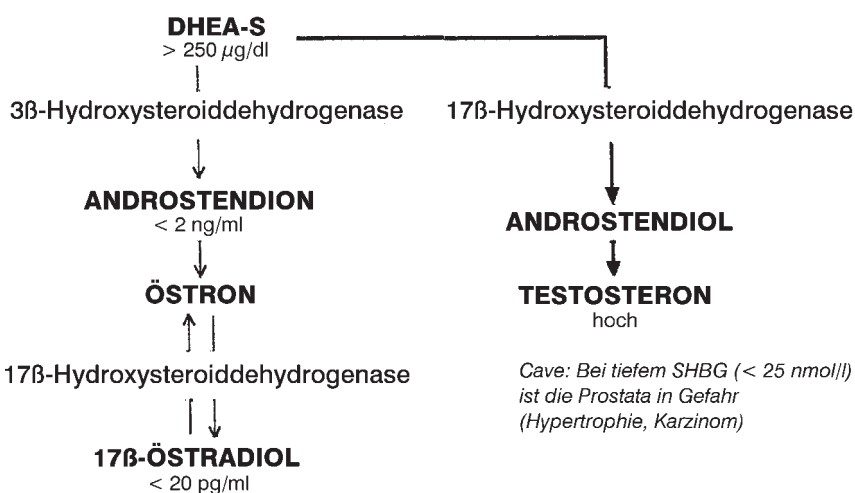 DHEA-S
> 250 µg/dl
3ß-Hydroxysteroiddehydrogenase
17ß-Hydroxysteroiddehydrogenase
ANDROSTENDION
< 2 ng/ml
ANDROSTENDIOL
ÖSTRON
TESTOSTERON
hoch
17ß-Hydroxysteroiddehydrogenase
Cave: Bei tiefem SHBG (< 25 nmol/l)
ist die Prostata in Gefahr
(Hypertrophie, Karzinom)
17ß-ÖSTRADIOL
< 20 pg/ml